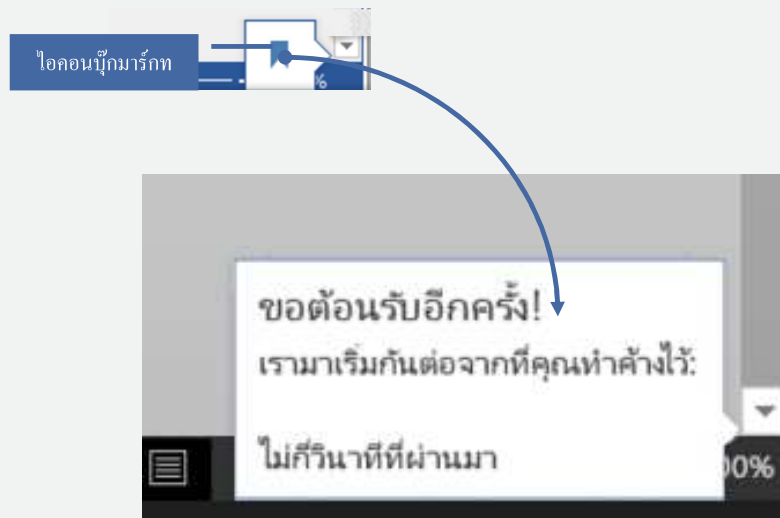 ไอคอนบุ๊กมาร์กท
%
ขอต้อนรับอีกครั้ง!
เรามาเริ่มกันต่อจากที่คุณทำค้างไว้:
ไม่กี่วินาทีที่ผ่านมา
00%